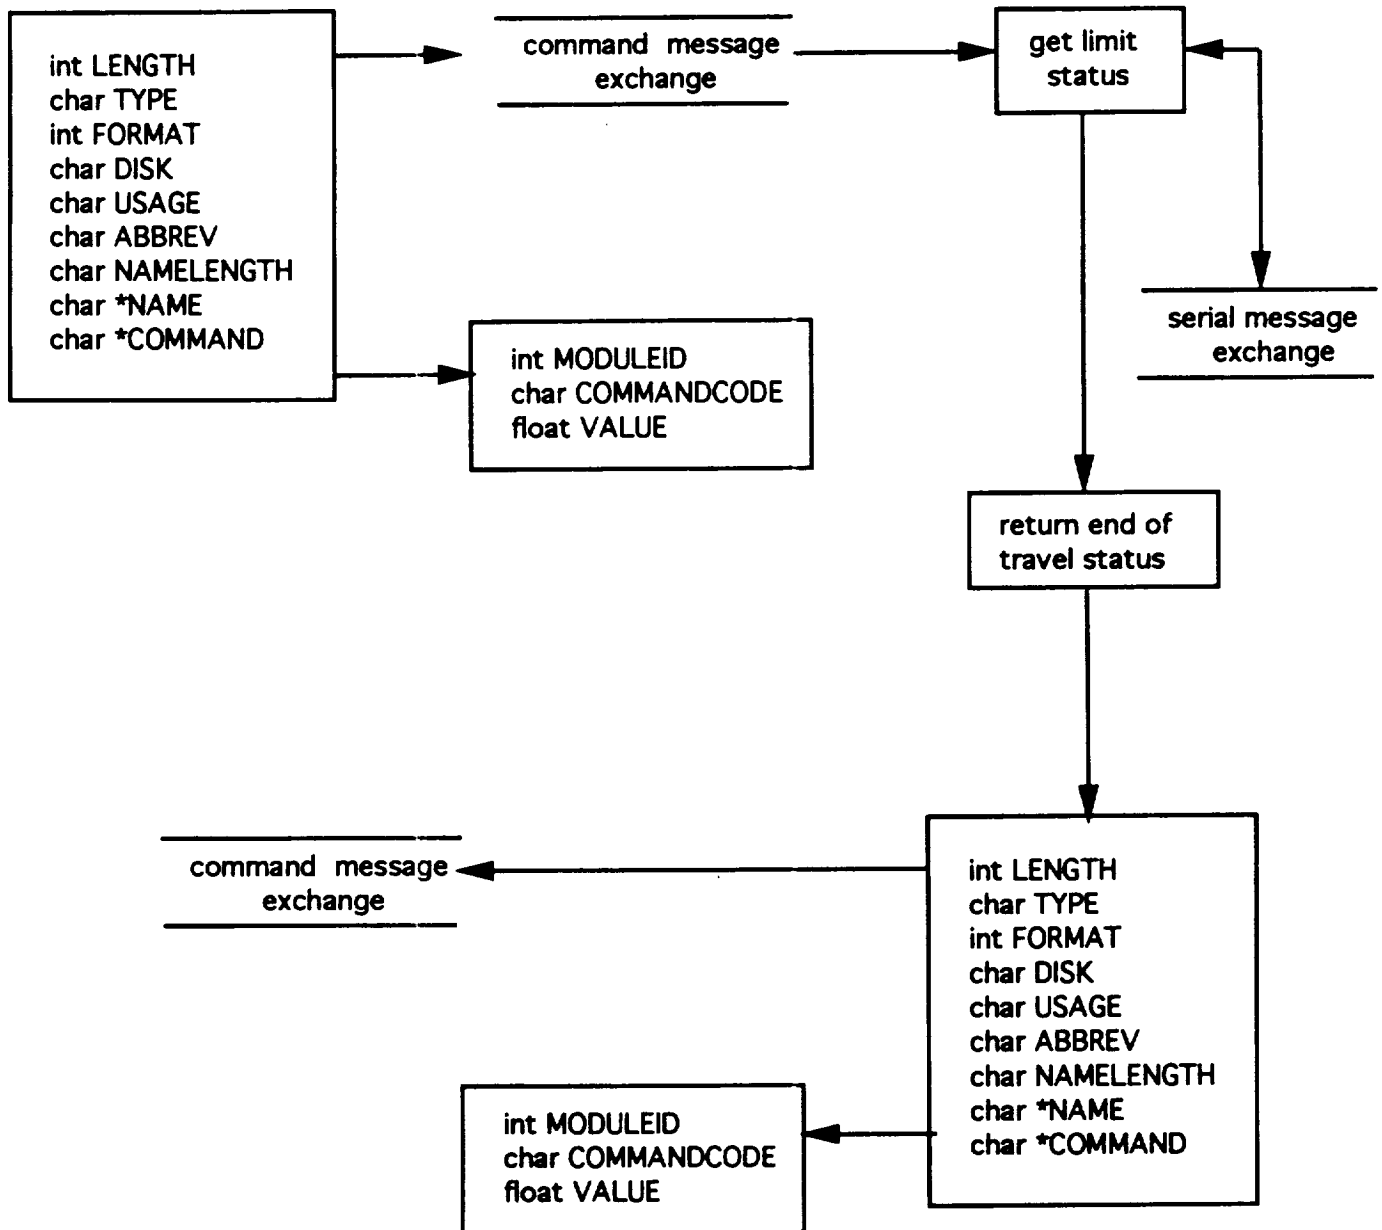 int LENGTH
char TYPE
int FORMAT
char DISK
char USAGE
char ABBREV
char NAMELENGTH
char *NAME
char *COMMAND
command message
exchange
get limit
status
serial message
exchange
int MODULEID
char COMMANDCODE
float VALUE
return end of
travel status
command message
exchange
int LENGTH
char TYPE
int FORMAT
char DISK
char USAGE
char ABBREV
char NAMELENGTH
char *NAME
char *COMMAND
int MODULEID
char COMMANDCODE
float VALUE